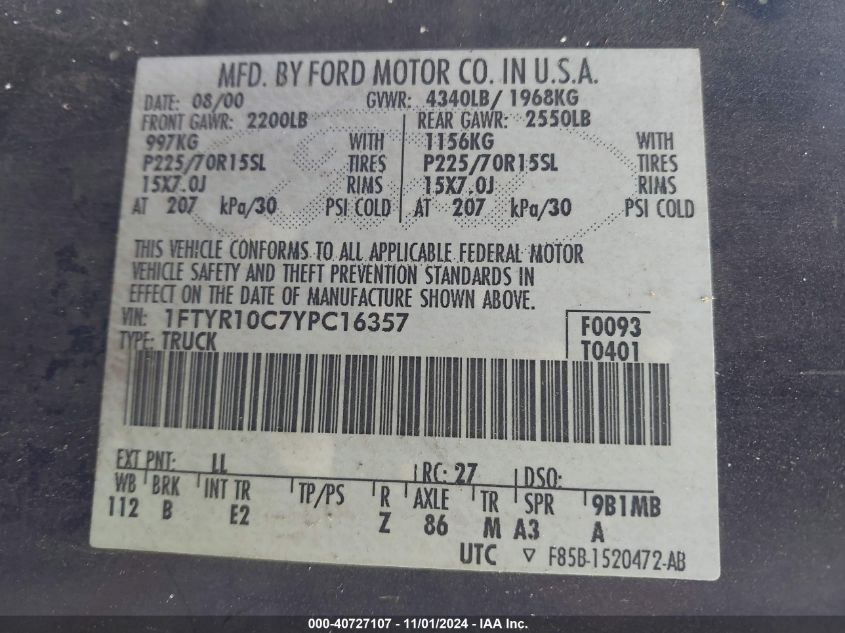 MFD. BY FORD MOTOR CO. IN U.S.A.
DATE: 08/00 GVWR: 4340LB/ 1968KG
FRONT GAWR: 2200LB REAR GAWR: 2550LB
997KG WITH 1156KG WITH
P225/70R15SL TIRES P225/70R15SL TIRES
15X7.0J RIMS 15X7.0J RIMS
AT 207 kPa/30 PSI COLD AT 207 kPa/30 PSI COLD
THIS VEHICLE CONFORMS TO ALL APPLICABLE FEDERAL MOTOR
VEHICLE SAFETY AND THEFT PREVENTION STANDARDS IN
EFFECT ON THE DATE OF MANUFACTURE SHOWN ABOVE.
VIN: 1FTYR10C7YPC16357 F0093
TYPE: TRUCK T0401
EXT PNT: LL RC: 27 DSO:
WB BRK INT TR TP/PS R AXLE TR SPR 9B1MB
112 B E2 Z 86 M A3 A
UTC ▽ F85B-1520472-AB
000-40727107 - 11/01/2024 - IAA Inc.